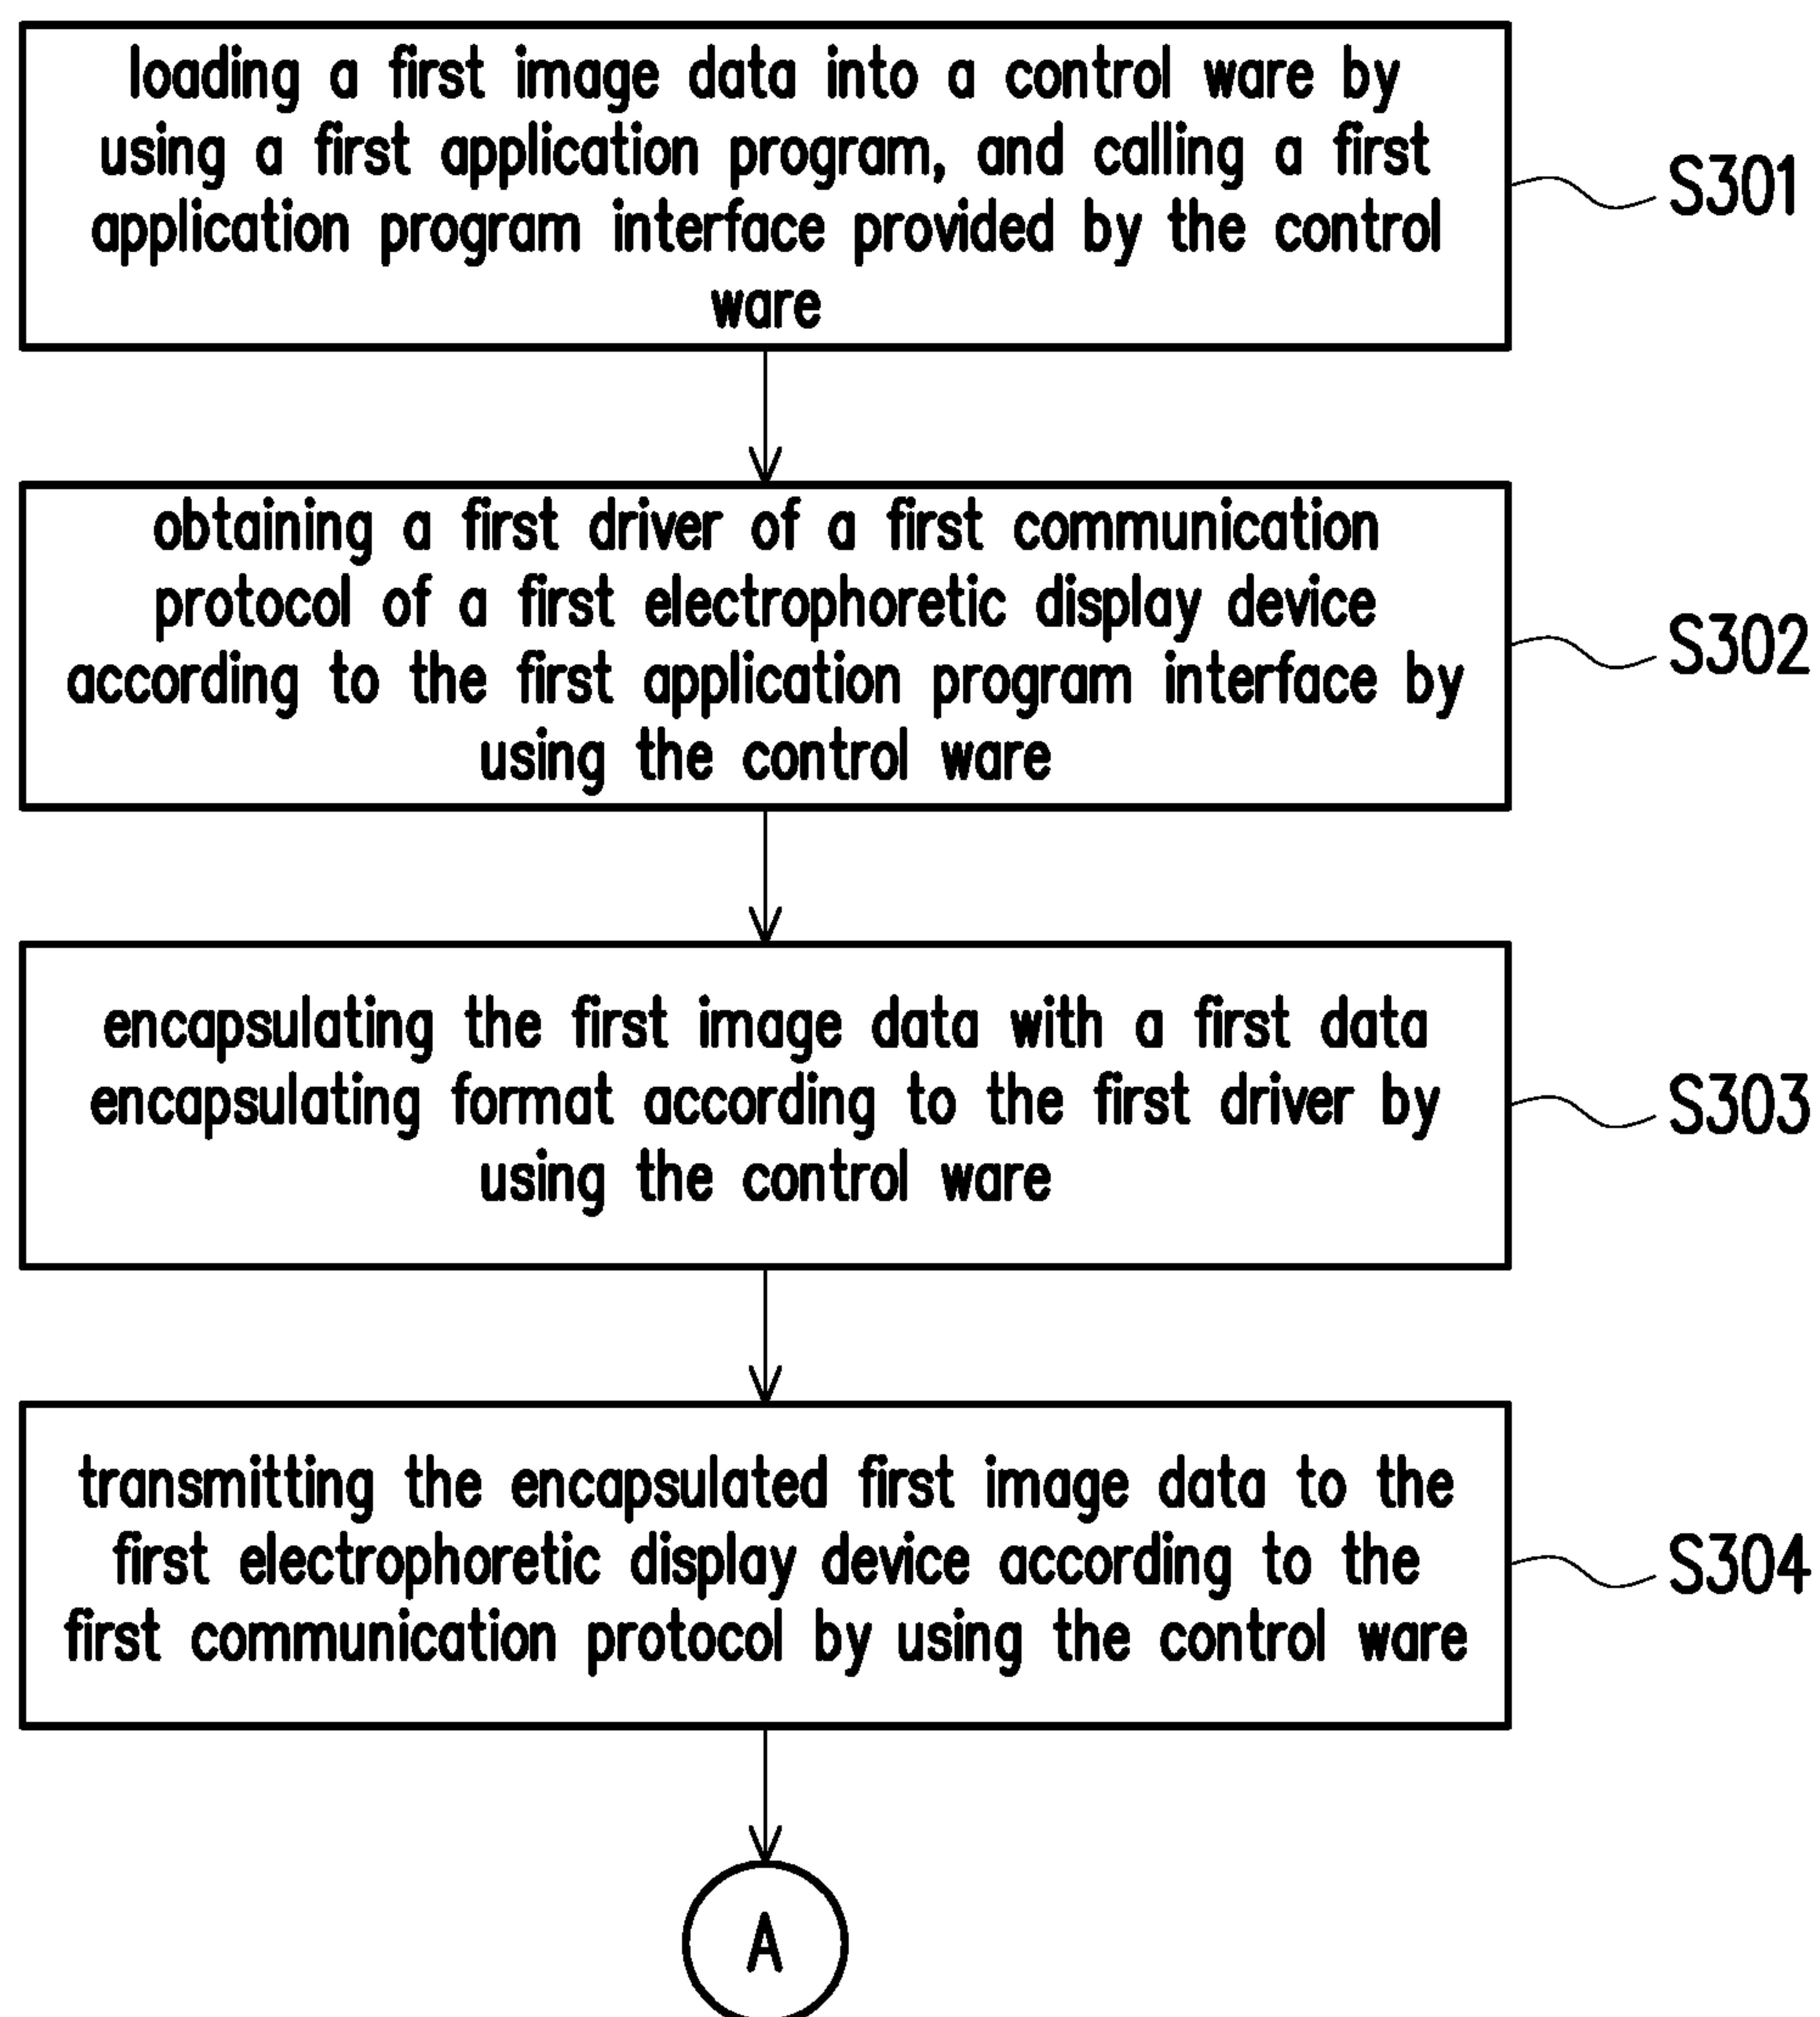 loading a first image data into a control ware by
using a first application program, and calling a first
application program interface provided by the control
ware
S301
obtaining a first driver of a first communication
protocol of a first electrophoretic display device
according to the first application program interface by
using the control ware
S302
encapsulating the first image data with a first data
encapsulating format according to the first driver by
using the control ware
S303
transmitting the encapsulated first image data to the
first electrophoretic display device according to the
first communication protocol by using the control ware
S304
A